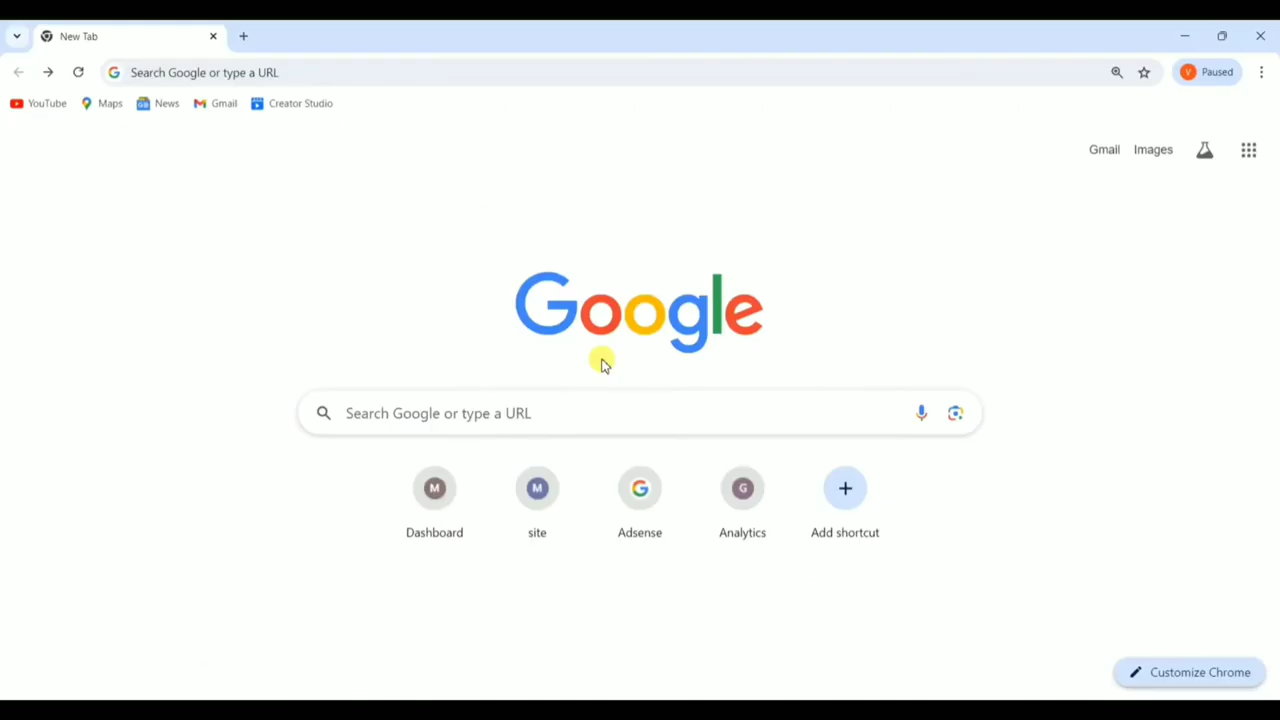 New Tab
Search Google or type a URL
V Paused
YouTube Maps GB News Gmail Creator Studio
Gmail Images
Google
Search Google or type a URL
M M G G
Dashboard site Adsense Analytics Add shortcut
Customize Chrome